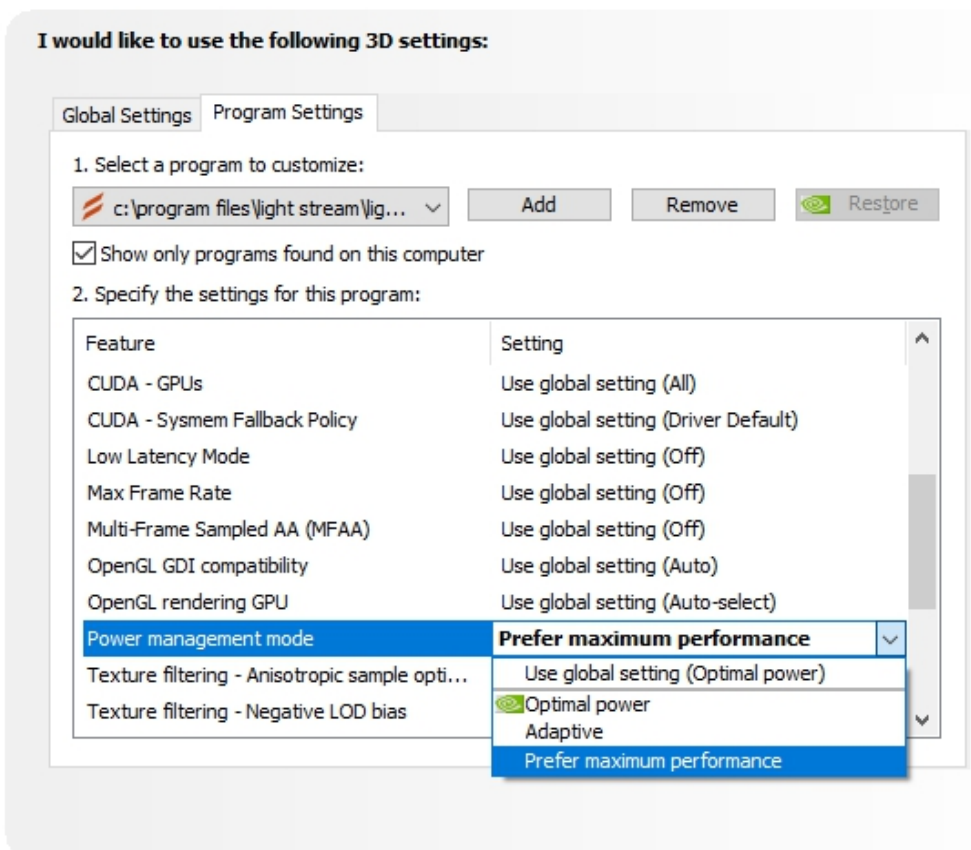 I would like to use the following 3D settings:
Global Settings Program Settings
1. Select a program to customize:
c:\program files\light stream\lig... Add Remove Restore
Show only programs found on this computer
2. Specify the settings for this program:
Feature Setting
CUDA - GPUs Use global setting (All)
CUDA - Sysmem Fallback Policy Use global setting (Driver Default)
Low Latency Mode Use global setting (Off)
Max Frame Rate Use global setting (Off)
Multi-Frame Sampled AA (MFAA) Use global setting (Off)
OpenGL GDI compatibility Use global setting (Auto)
OpenGL rendering GPU Use global setting (Auto-select)
Power management mode Prefer maximum performance
Texture filtering - Anisotropic sample opti... Use global setting (Optimal power)
Texture filtering - Negative LOD bias Optimal power
Adaptive
Prefer maximum performance